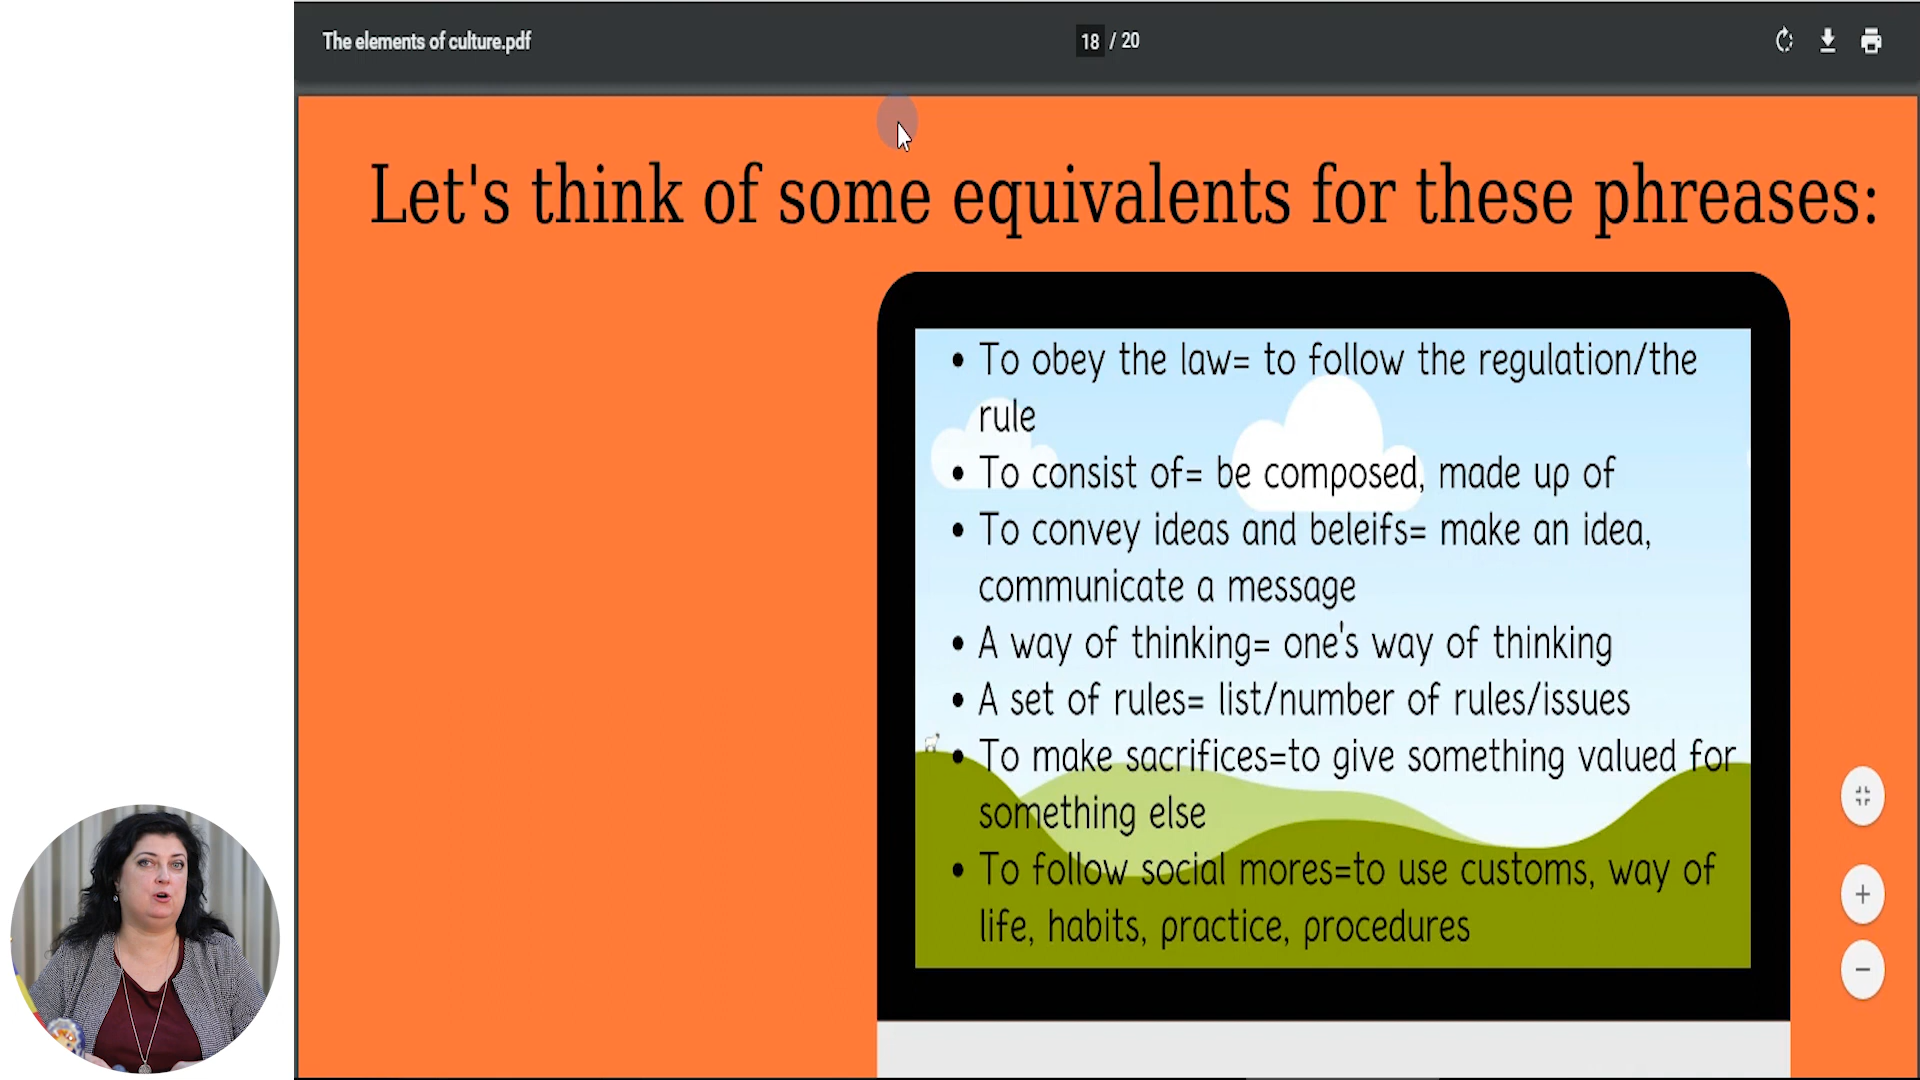 The elements of culture.pdf
18 / 20
Let's think of some equivalents for these phreases:
• To obey the law= to follow the regulation/the
rule
• To consist of= be composed, made up of
• To convey ideas and beleifs= make an idea,
communicate a message
• A way of thinking= one's way of thinking
• A set of rules= list/number of rules/issues
• To make sacrifices=to give something valued for
something else
• To follow social mores=to use customs, way of
life, habits, practice, procedures